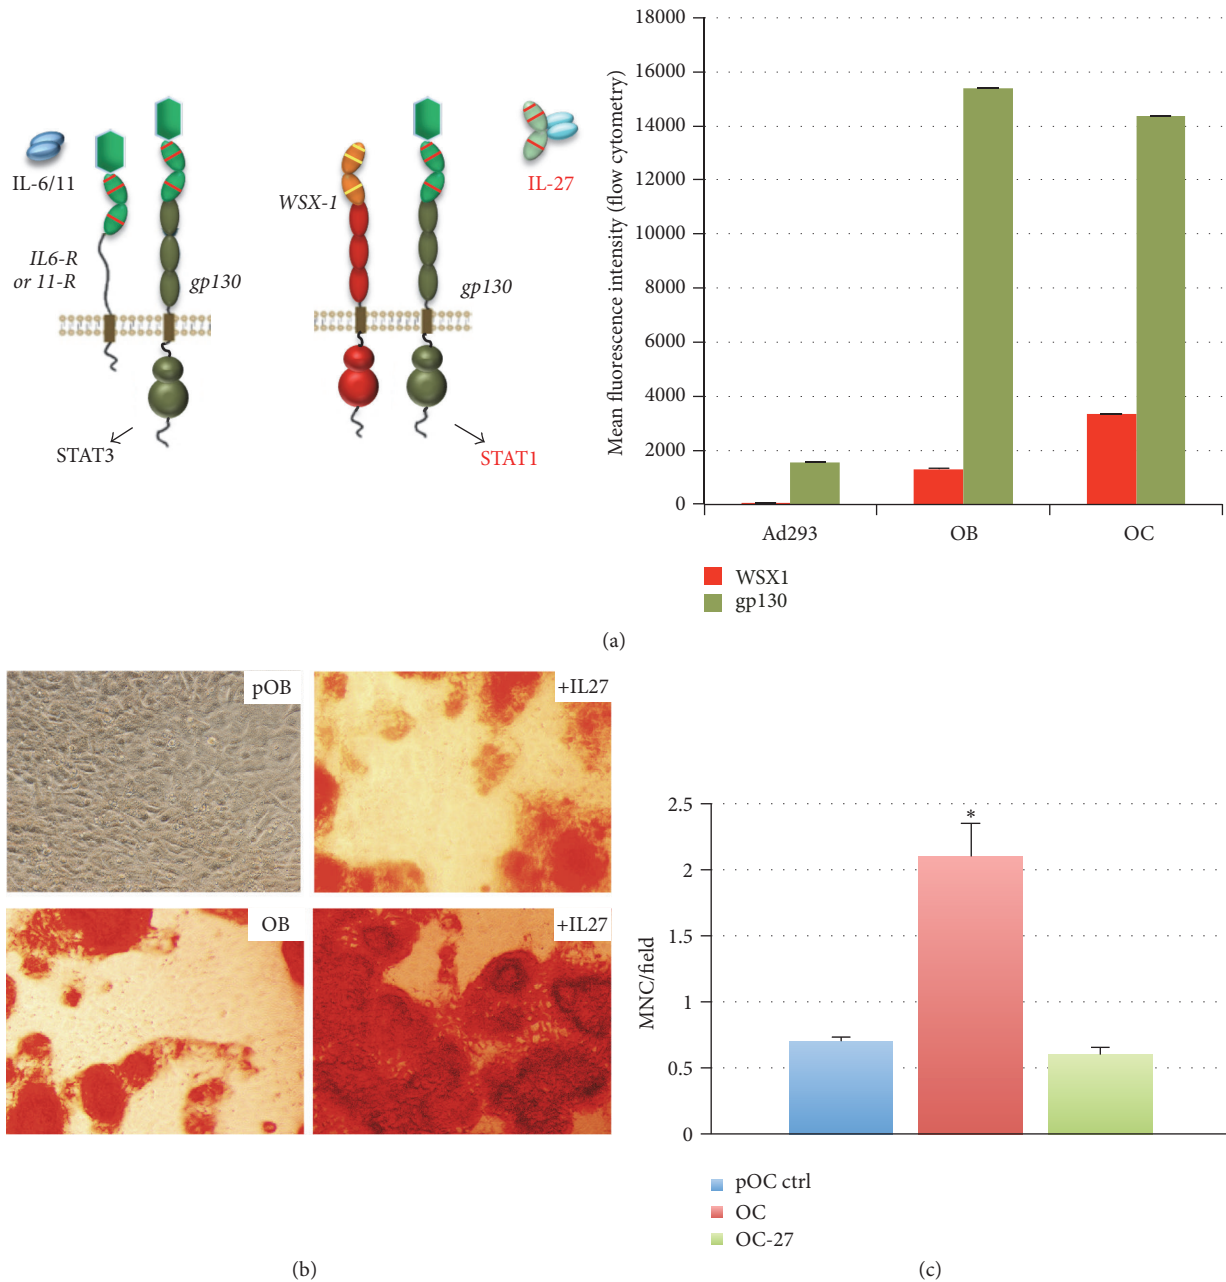 IL-6/11
IL6-R
or 11-R
gp130
STAT3
WSX-1
gp130
IL-27
STAT1
Mean fluorescence intensity (flow cytometry)
18000
16000
14000
12000
10000
8000
6000
4000
2000
0
Ad293
OB
OC
WSX1
gp130
(a)
pOB
+IL27
OB
+IL27
(b)
MNC/field
2.5
2
1.5
1
0.5
0
*
pOC ctrl
OC
OC-27
(c)